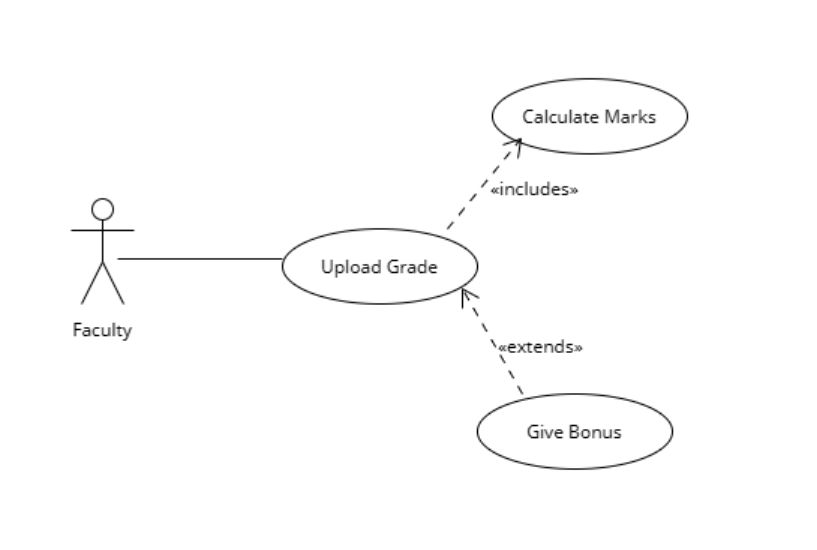 Calculate Marks
«includes»
Upload Grade
Faculty
«extends»
Give Bonus